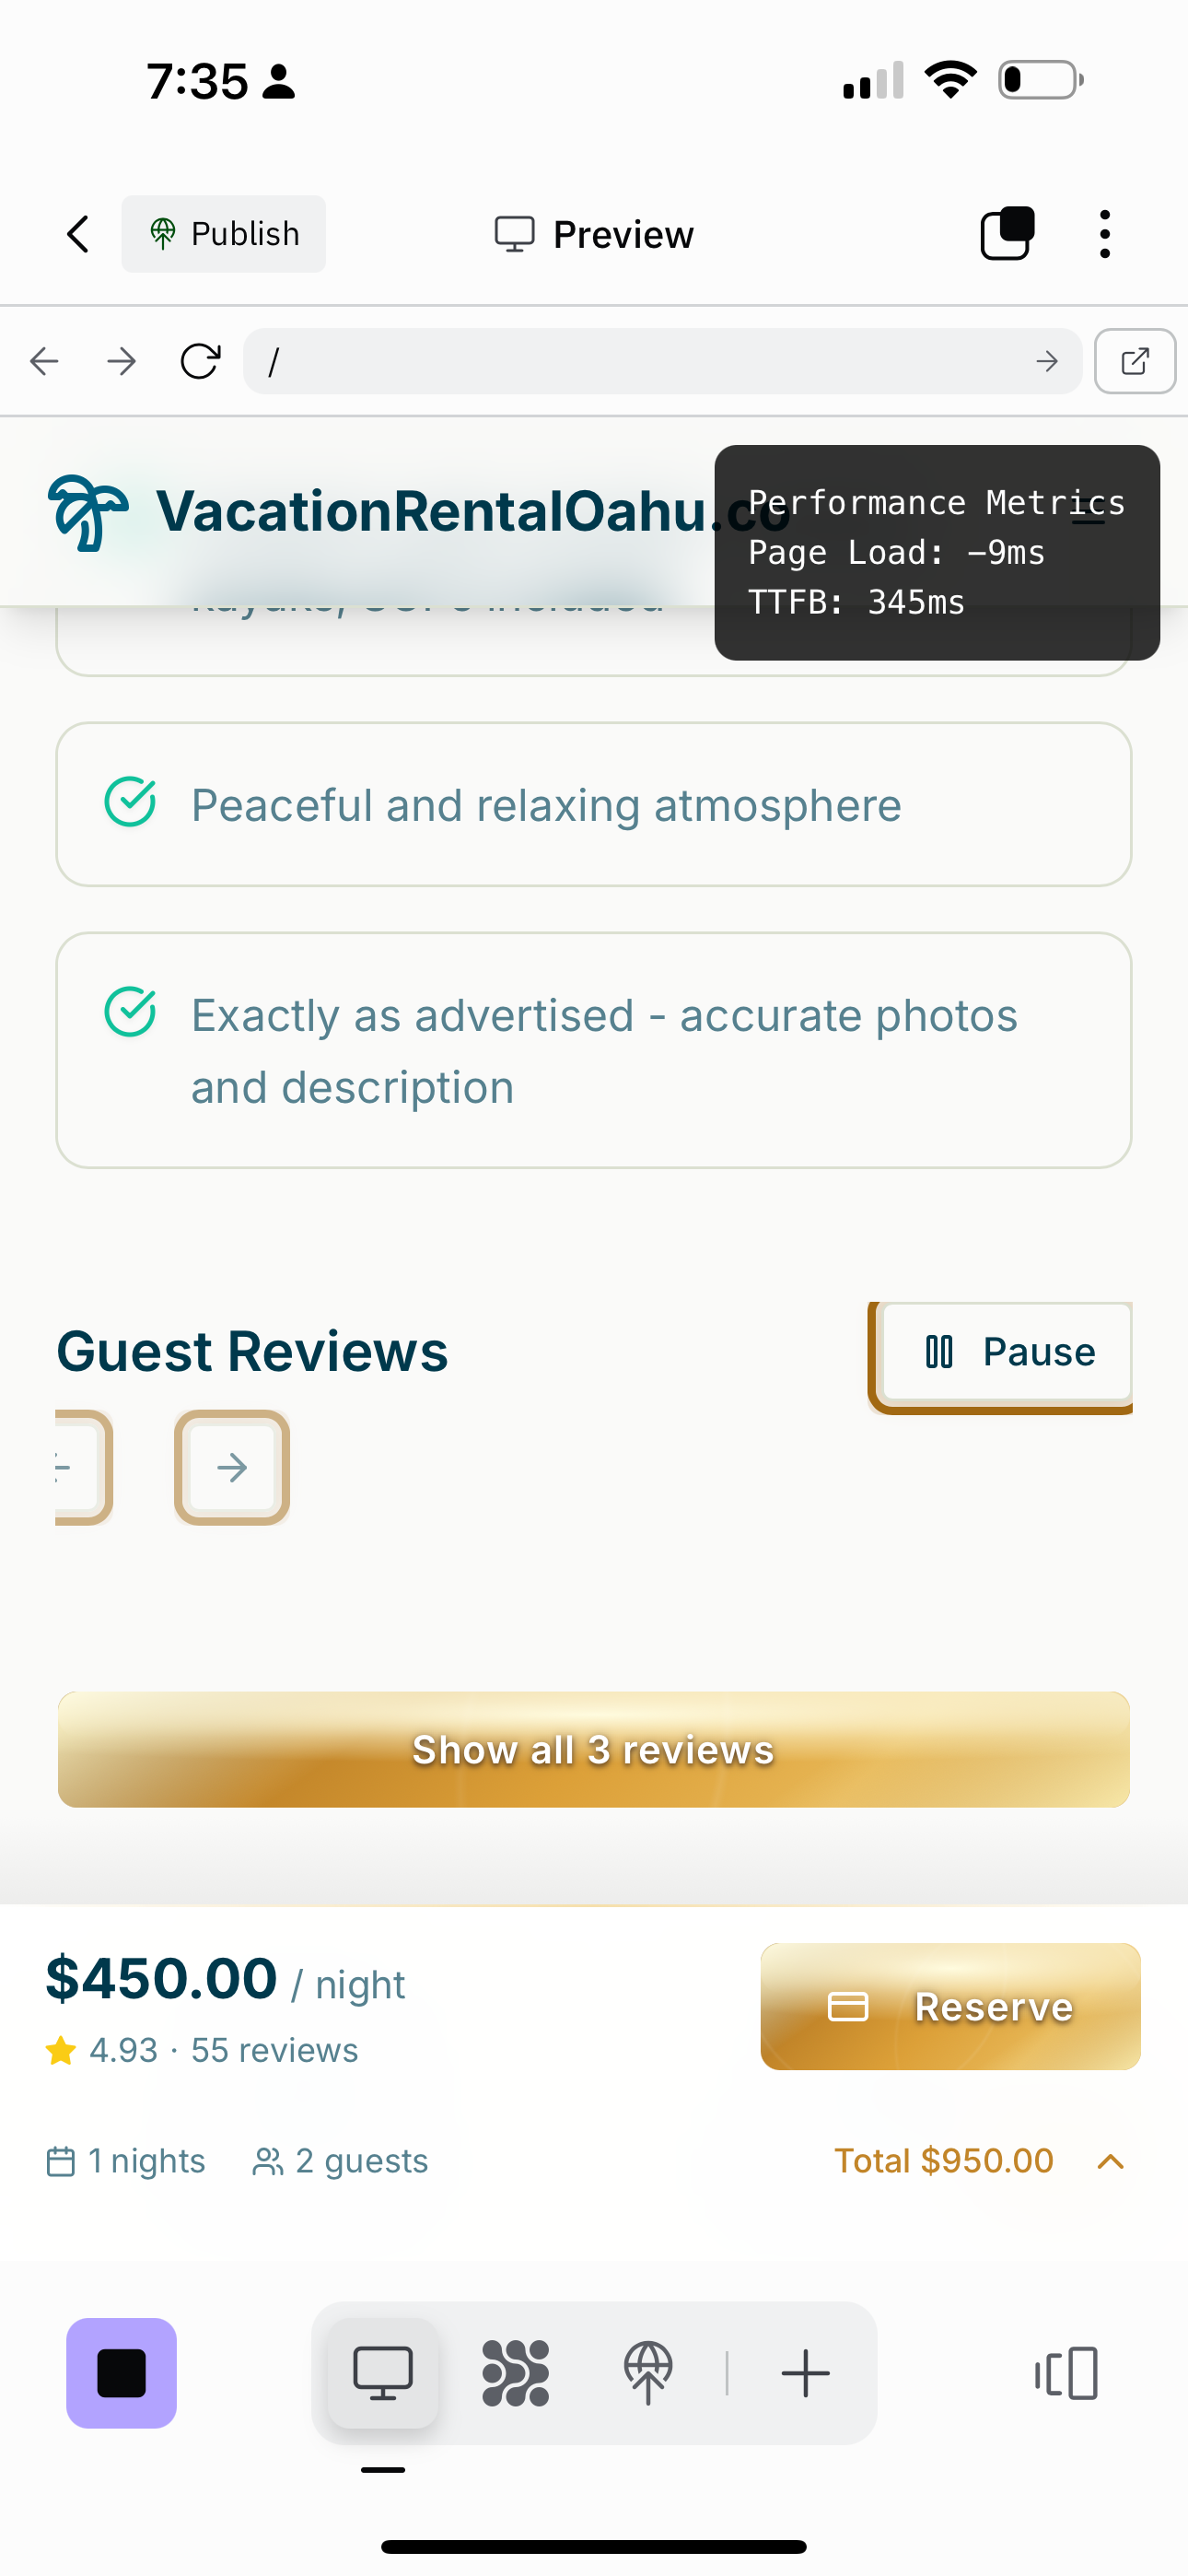 7:35
Publish
Preview
/
VacationRentalOahu.co
Performance Metrics
Page Load: −9ms
TTFB: 345ms
Peaceful and relaxing atmosphere
Exactly as advertised - accurate photos
and description
Guest Reviews
Pause
Show all 3 reviews
$450.00 / night
4.93 · 55 reviews
Reserve
1 nights
2 guests
Total $950.00